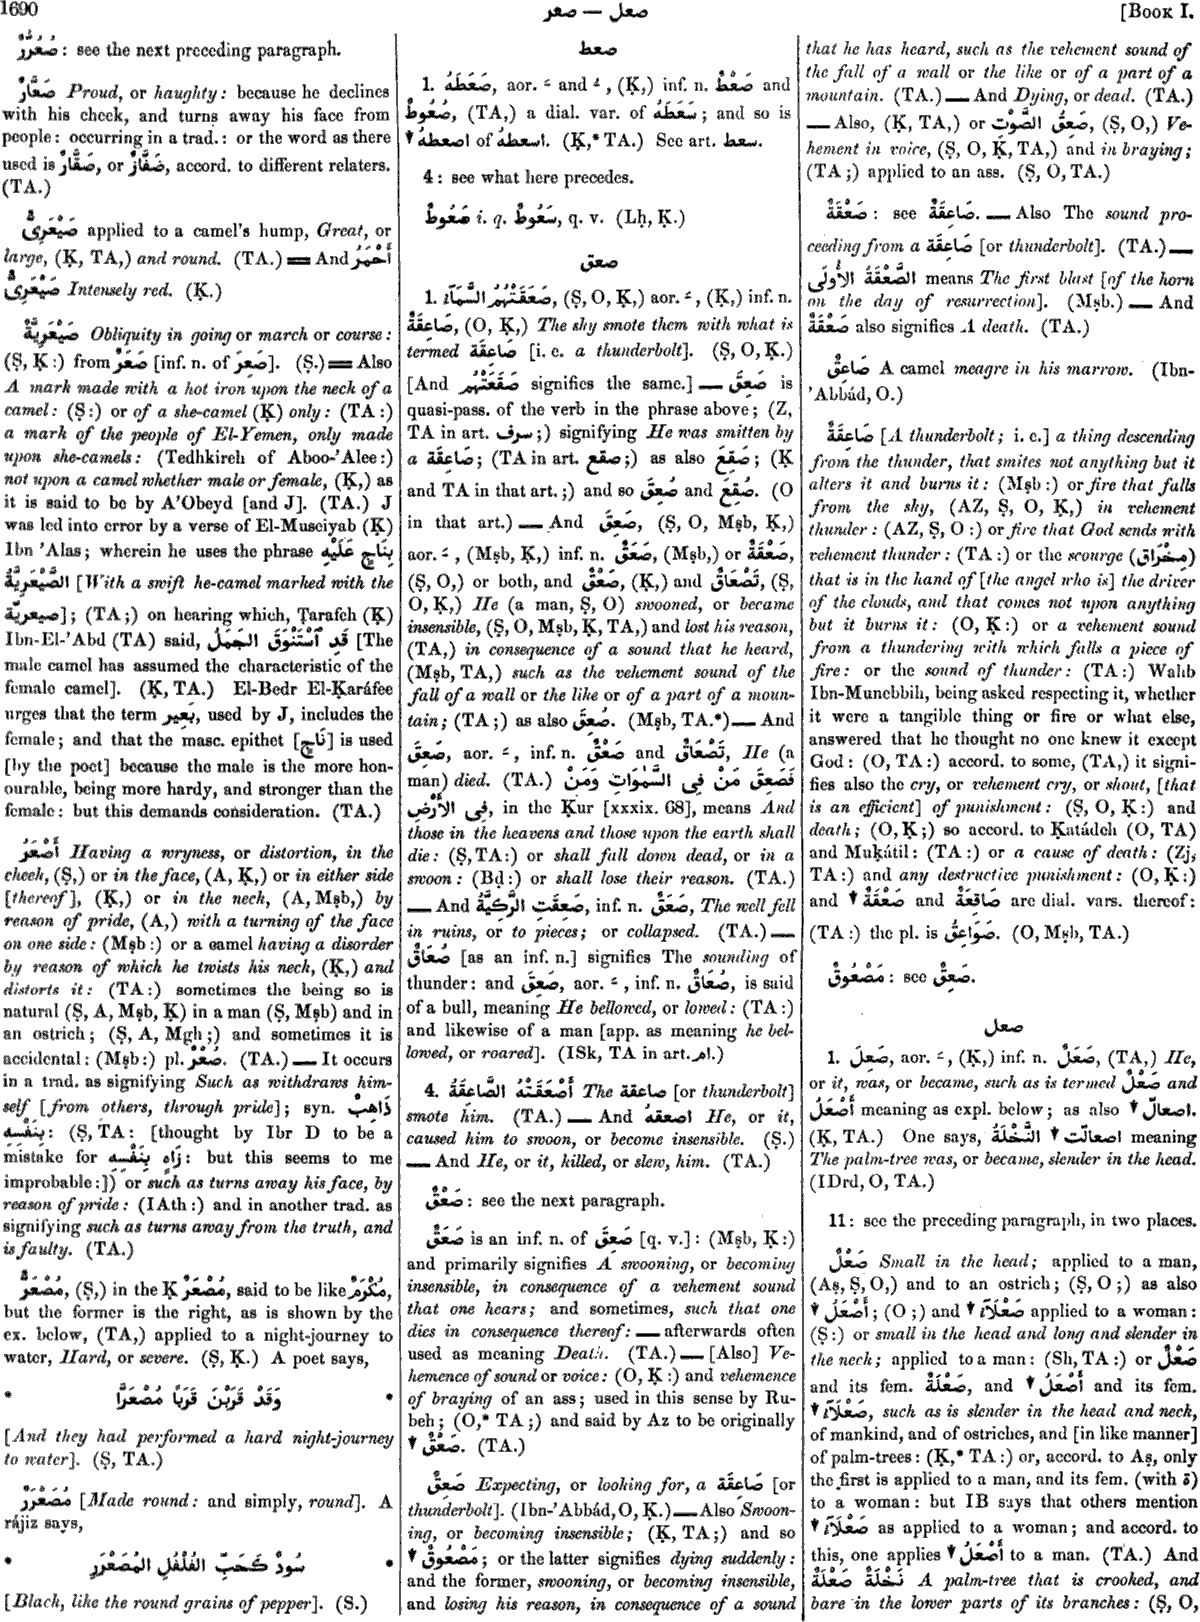 1690
صعل — صعر
[BOOK I.
صُعْرُرٌ : see the next preceding paragraph.
صَعَّارٌ Proud, or haughty: because he declines
with his cheek, and turns away his face from
people: occurring in a trad.: or the word as there
used is صَقَّارٌ, or ضَفَّازٌ, accord. to different relaters.
(TA.)
صَيْعَرِىٌّ applied to a camel's hump, Great, or
large, (Ḳ, TA,) and round. (TA.) ═ And أَحْمَرُ
صَيْعَرِىٌّ Intensely red. (Ḳ.)
صَيْعَرِيَّةٌ Obliquity in going or march or course:
(Ṣ, Ḳ:) from صَعَرٌ [inf. n. of صَعِرَ]. (Ṣ.) ═ Also
A mark made with a hot iron upon the neck of a
camel: (Ṣ:) or of a she-camel (Ḳ) only: (TA:)
a mark of the people of El-Yemen, only made
upon she-camels: (Tedhkireh of Aboo-'Alee:)
not upon a camel whether male or female, (Ḳ,) as
it is said to be by A'Obeyd [and J]. (TA.) J
was led into error by a verse of El-Museiyab (Ḳ)
Ibn 'Alas; wherein he uses the phrase بِنَاجٍ عَلَيْهِ
الصَّيْعَرِيَّةُ [With a swift he-camel marked with the
صيعريّة]; (TA;) on hearing which, Ṭarafeh (Ḳ)
Ibn-El-'Abd (TA) said, قَدِ ٱسْتَنْوَقَ الجَمَلُ [The
male camel has assumed the characteristic of the
female camel]. (Ḳ, TA.) El-Bedr El-Ḳaráfee
urges that the term بَعِير, used by J, includes the
female; and that the masc. epithet [نَاجٍ] is used
[by the poet] because the male is the more hon-
ourable, being more hardy, and stronger than the
female: but this demands consideration. (TA.)
أَصْعَرُ Having a wryness, or distortion, in the
cheek, (Ṣ,) or in the face, (A, Ḳ,) or in either side
[thereof], (Ḳ,) or in the neck, (A, Mṣb,) by
reason of pride, (A,) with a turning of the face
on one side: (Mṣb:) or a camel having a disorder
by reason of which he twists his neck, (Ḳ,) and
distorts it: (TA:) sometimes the being so is
natural (Ṣ, A, Mṣb, Ḳ) in a man (Ṣ, Mṣb) and in
an ostrich; (Ṣ, A, Mgh;) and sometimes it is
accidental: (Mṣb:) pl. صُعْرٌ. (TA.) — It occurs
in a trad. as signifying Such as withdraws him-
self [from others, through pride]; syn. ذَاهِبٌ
بِنَفْسِهِ: (Ṣ, TA: [thought by Ibr D to be a
mistake for زَاهٍ بِنَفْسِهِ: but this seems to me
improbable:]) or such as turns away his face, by
reason of pride: (IAth:) and in another trad. as
signifying such as turns away from the truth, and
is faulty. (TA.)
مُصْعَرٌّ, (Ṣ,) in the Ḳ مُصْعَرٌ, said to be like مُكْرَمٌ,
but the former is the right, as is shown by the
ex. below, (TA,) applied to a night-journey to
water, Hard, or severe. (Ṣ, Ḳ.) A poet says,
* وَقَدْ قَرَبْنَ قَرَبًا مُصْعَرَّا *
[And they had performed a hard night-journey
to water]. (Ṣ, TA.)
مُصَعْرَرٌ [Made round: and simply, round]. A
rájiz says,
* سُودٌ كَحَبِّ الفُلْفُلِ المُصَعْرَرِ *
[Black, like the round grains of pepper]. (S.)
صعط
1. صَعَطَهُ, aor. ـَ and ـُ, (Ḳ,) inf. n. صَعْطٌ and
صُعُوطٌ, (TA,) a dial. var. of سَعَطَهُ; and so is
▼ اصعطهُ of اسعطهُ. (Ḳ,* TA.) See art. سعط.
4: see what here precedes.
صَعُوطٌ i. q. سَعُوطٌ, q. v. (Lḥ, Ḳ.)
صعق
1. صَعَقَتْهُمُ السَّمَآءُ, (Ṣ, O, Ḳ,) aor. ـَ, (Ḳ,) inf. n.
صَاعِقَةٌ, (O, Ḳ,) The sky smote them with what is
termed صَاعِقَة [i. e. a thunderbolt]. (Ṣ, O, Ḳ.)
[And صَقَعَتْهُم signifies the same.] — صَعِقَ is
quasi-pass. of the verb in the phrase above; (Z,
TA in art. سرف;) signifying He was smitten by
a صَاعِقَة; (TA in art. صقع;) as also صَقِعَ; (Ḳ
and TA in that art.;) and so صُعِقَ and صُقِعَ. (O
in that art.) — And صَعِقَ, (Ṣ, O, Mṣb, Ḳ,)
aor. ـَ, (Mṣb, Ḳ,) inf. n. صَعَقٌ, (Mṣb,) or صَعْقَةٌ,
(Ṣ, O,) or both, and صَعْقٌ, (Ḳ,) and تَصْعَاقٌ, (Ṣ,
O, Ḳ,) He (a man, Ṣ, O) swooned, or became
insensible, (Ṣ, O, Mṣb, Ḳ, TA,) and lost his reason,
(TA,) in consequence of a sound that he heard,
(Mṣb, TA,) such as the vehement sound of the
fall of a wall or the like or of a part of a moun-
tain; (TA;) as also صُعِقَ. (Mṣb, TA.*) — And
صَعِقَ, aor. ـَ, inf. n. صَعْقٌ and تَصْعَاقٌ, He (a
man) died. (TA.) فَصَعِقَ مَنْ فِى السَّمٰوَاتِ وَمَنْ
فِى الأَرْضِ, in the Ḳur [xxxix. 68], means And
those in the heavens and those upon the earth shall
die: (Ṣ, TA:) or shall fall down dead, or in a
swoon: (Bḍ:) or shall lose their reason. (TA.)
— And صَعِقَتِ الرَّكِيَّةُ, inf. n. صَعَقٌ, The well fell
in ruins, or to pieces; or collapsed. (TA.) —
صُعَاقٌ [as an inf. n.] signifies The sounding of
thunder: and صَعِقَ, aor. ـَ, inf. n. صُعَاقٌ, is said
of a bull, meaning He bellowed, or lowed: (TA:)
and likewise of a man [app. as meaning he bel-
lowed, or roared]. (ISk, TA in art. ام.)
4. أَصْعَقَتْهُ الصَّاعِقَةُ The صاعقة [or thunderbolt]
smote him. (TA.) — And اصعقهُ He, or it,
caused him to swoon, or become insensible. (Ṣ.)
— And He, or it, killed, or slew, him. (TA.)
صَعْقٌ : see the next paragraph.
صَعَقٌ is an inf. n. of صَعِقَ [q. v.]: (Mṣb, Ḳ:)
and primarily signifies A swooning, or becoming
insensible, in consequence of a vehement sound
that one hears; and sometimes, such that one
dies in consequence thereof: — afterwards often
used as meaning Death. (TA.) — [Also] Ve-
hemence of sound or voice: (O, Ḳ:) and vehemence
of braying of an ass; used in this sense by Ru-
beh; (O,* TA;) and said by Az to be originally
▼ صَعْقٌ. (TA.)
صَعِقٌ Expecting, or looking for, a صَاعِقَة [or
thunderbolt]. (Ibn-'Abbád, O, Ḳ.) — Also Swoon-
ing, or becoming insensible; (Ḳ, TA;) and so
▼ مَصْعُوقٌ; or the latter signifies dying suddenly:
and the former, swooning, or becoming insensible,
and losing his reason, in consequence of a sound
that he has heard, such as the vehement sound of
the fall of a wall or the like or of a part of a
mountain. (TA.) — And Dying, or dead. (TA.)
— Also, (Ḳ, TA,) or صَعِقُ الصَّوْتِ, (Ṣ, O,) Ve-
hement in voice, (Ṣ, O, Ḳ, TA,) and in braying;
(TA;) applied to an ass. (Ṣ, O, TA.)
صَعْقَةٌ : see صَاعِقَةٌ. — Also The sound pro-
ceeding from a صَاعِقَة [or thunderbolt]. (TA.) —
الصَّعْقَةُ الأُولَى means The first blast [of the horn
on the day of resurrection]. (Mṣb.) — And
صَعْقَةٌ also signifies A death. (TA.)
صَاعِقٌ A camel meagre in his marrow. (Ibn-
'Abbád, O.)
صَاعِقَةٌ [A thunderbolt; i. e.] a thing descending
from the thunder, that smites not anything but it
alters it and burns it: (Mṣb:) or fire that falls
from the sky, (AZ, Ṣ, O, Ḳ,) in vehement
thunder: (AZ, Ṣ, O:) or fire that God sends with
vehement thunder: (TA:) or the scourge (مِخْرَاق)
that is in the hand of [the angel who is] the driver
of the clouds, and that comes not upon anything
but it burns it: (O, Ḳ:) or a vehement sound
from a thundering with which falls a piece of
fire: or the sound of thunder: (TA:) Wahb
Ibn-Munebbih, being asked respecting it, whether
it were a tangible thing or fire or what else,
answered that he thought no one knew it except
God: (O, TA:) accord. to some, (TA,) it signi-
fies also the cry, or vehement cry, or shout, [that
is an efficient] of punishment: (Ṣ, O, Ḳ:) and
death; (O, Ḳ;) so accord. to Ḳatádeh (O, TA)
and Muḳátil: (TA:) or a cause of death: (Zj,
TA:) and any destructive punishment: (O, Ḳ:)
and ▼ صَعْقَةٌ and صَاقِعَةٌ are dial. vars. thereof:
(TA:) the pl. is صَوَاعِقُ. (O, Mṣb, TA.)
مَصْعُوقٌ : see صَعِقٌ.
صعل
1. صَعِلَ, aor. ـَ, (Ḳ,) inf. n. صَعَلٌ, (TA,) He,
or it, was, or became, such as is termed صَعْلٌ and
أَصْعَلُ meaning as expl. below; as also ▼ اصعالّ.
(Ḳ, TA.) One says, ▼ اصعالّت النَّخْلَةُ meaning
The palm-tree was, or became, slender in the head.
(IDrd, O, TA.)
11: see the preceding paragraph, in two places.
صَعْلٌ Small in the head; applied to a man,
(Aṣ, Ṣ, O,) and to an ostrich; (Ṣ, O;) as also
▼ أَصْعَلُ; (O;) and ▼ صَعْلَآءُ applied to a woman:
(Ṣ:) or small in the head and long and slender in
the neck; applied to a man: (Sh, TA:) or صَعْلٌ
and its fem. صَعْلَةٌ, and ▼ أَصْعَلُ and its fem.
▼ صَعْلَآءُ, such as is slender in the head and neck,
of mankind, and of ostriches, and [in like manner]
of palm-trees: (Ḳ,* TA:) or, accord. to Aṣ, only
the first is applied to a man, and its fem. (with ة)
to a woman: but IB says that others mention
▼ صَعْلَآءُ as applied to a woman; and accord. to
this, one applies ▼ أَصْعَلُ to a man. (TA.) And
نَخْلَةٌ صَعْلَةٌ A palm-tree that is crooked, and
bare in the lower parts of its branches: (Ṣ, O,